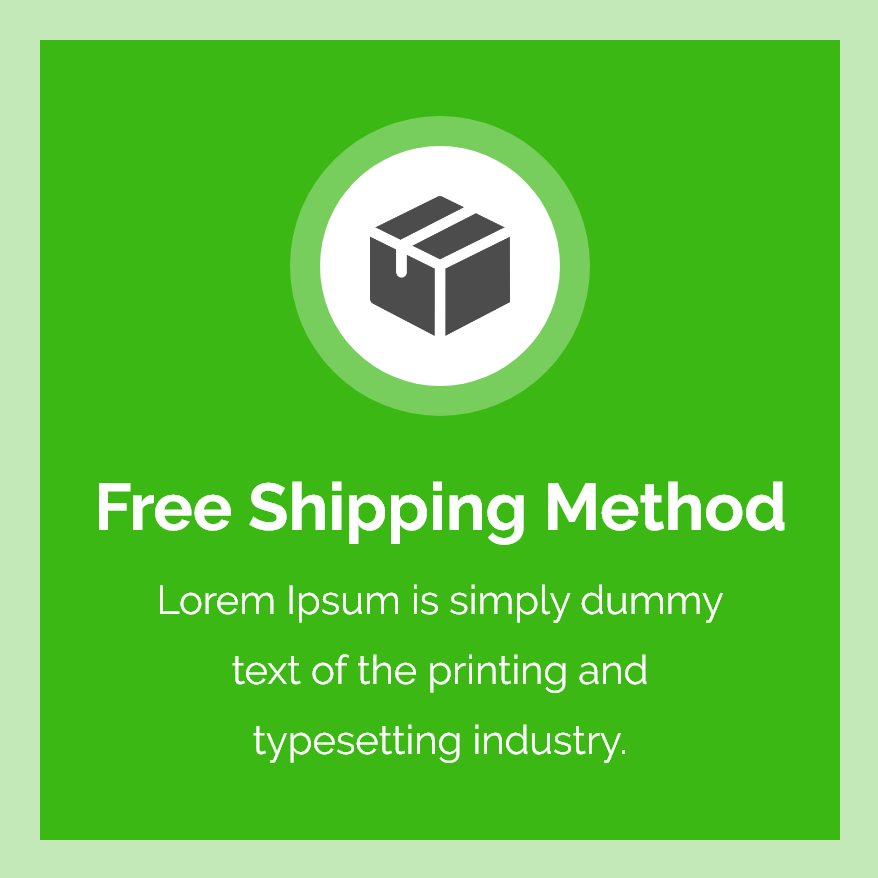 Free Shipping Method
Lorem Ipsum is simply dummy
text of the printing and
typesetting industry.